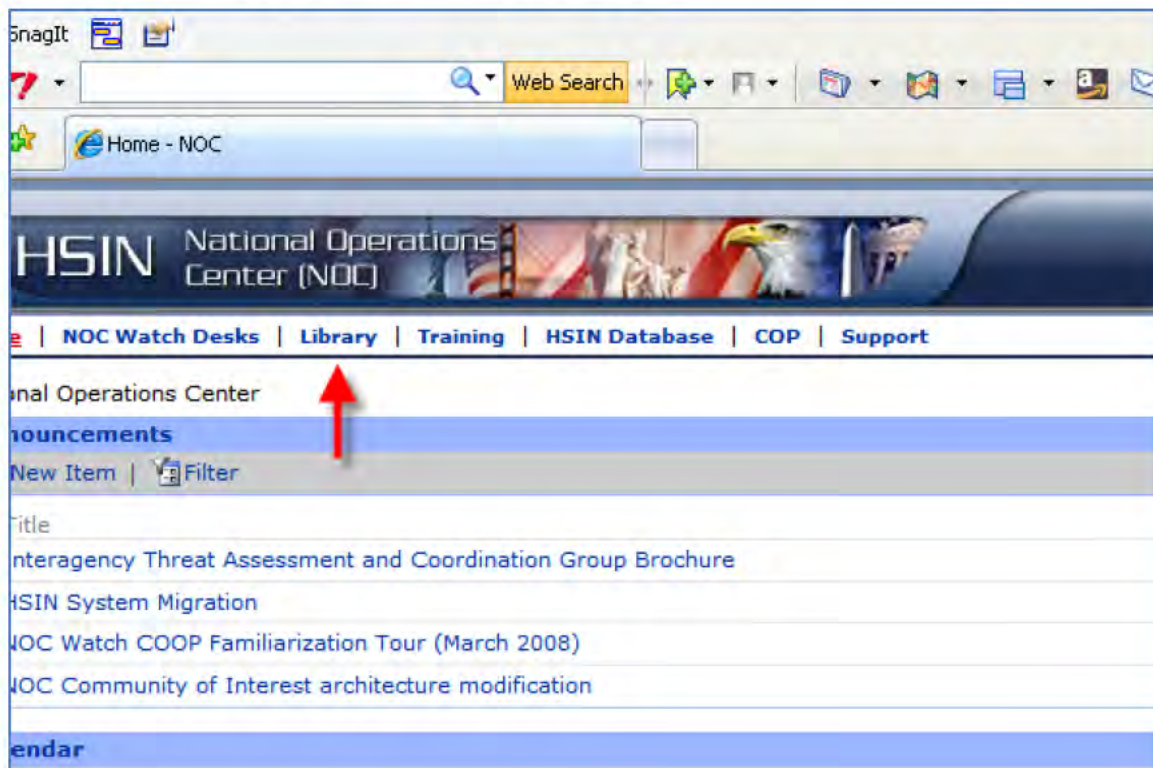 SnagIt
Web Search
Home - NOC
HSIN National Operations
Center (NOC)
e | NOC Watch Desks | Library | Training | HSIN Database | COP | Support
onal Operations Center
nouncements
New Item | Filter
Title
nteragency Threat Assessment and Coordination Group Brochure
HSIN System Migration
NOC Watch COOP Familiarization Tour (March 2008)
NOC Community of Interest architecture modification
endar